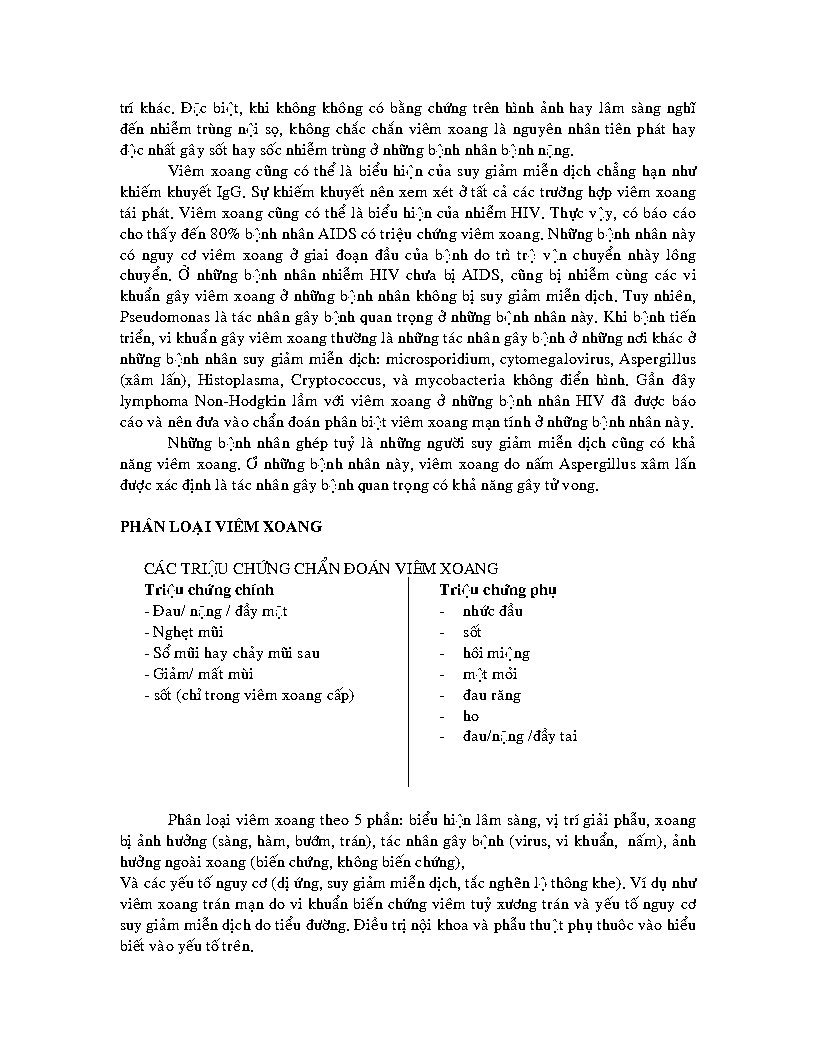 trí khác. Đặc biệt, khi không không có bằng chứng trên hình ảnh hay lâm sàng nghĩ
đến nhiễm trùng nội sọ, không chắc chắn viêm xoang là nguyên nhân tiên phát hay
độc nhất gây sốt hay sốc nhiễm trùng ở những bệnh nhân bệnh nặng.
Viêm xoang cũng có thể là biểu hiện của suy giảm miễn dịch chẳng hạn như
khiếm khuyết IgG. Sự khiếm khuyết nên xem xét ở tất cả các trường hợp viêm xoang
tái phát. Viêm xoang cũng có thể là biểu hiện của nhiễm HIV. Thực vậy, có báo cáo
cho thấy đến 80% bệnh nhân AIDS có triệu chứng viêm xoang. Những bệnh nhân này
có nguy cơ viêm xoang ở giai đoạn đầu của bệnh do trì trệ vận chuyển nhày lông
chuyển. Ở những bệnh nhân nhiễm HIV chưa bị AIDS, cũng bị nhiễm cùng các vi
khuẩn gây viêm xoang ở những bệnh nhân không bị suy giảm miễn dịch. Tuy nhiên,
Pseudomonas là tác nhân gây bệnh quan trọng ở những bệnh nhân này. Khi bệnh tiến
triển, vi khuẩn gây viêm xoang thường là những tác nhân gây bệnh ở những nơi khác ở
những bệnh nhân suy giảm miễn dịch: microsporidium, cytomegalovirus, Aspergillus
(xâm lấn), Histoplasma, Cryptococcus, và mycobacteria không điển hình. Gần đây
lymphoma Non-Hodgkin lầm với viêm xoang ở những bệnh nhân HIV đã được báo
cáo và nên đưa vào chẩn đoán phân biệt viêm xoang mạn tính ở những bệnh nhân này.
Những bệnh nhân ghép tuỷ là những người suy giảm miễn dịch cũng có khả
năng viêm xoang. Ở những bệnh nhân này, viêm xoang do nấm Aspergillus xâm lấn
được xác định là tác nhân gây bệnh quan trọng có khả năng gây tử vong.
PHÂN LOẠI VIÊM XOANG
CÁC TRIỆU CHỨNG CHẨN ĐOÁN VIÊM XOANG
Triệu chứng chính
- Đau/ nặng / đầy mặt
- Nghẹt mũi
- Sổ mũi hay chảy mũi sau
- Giảm/ mất mùi
- sốt (chỉ trong viêm xoang cấp)
Triệu chứng phụ
- nhức đầu
- sốt
- hôi miệng
- mệt mỏi
- đau răng
- ho
- đau/nặng /đầy tai
Phân loại viêm xoang theo 5 phần: biểu hiện lâm sàng, vị trí giải phẫu, xoang
bị ảnh hưởng (sàng, hàm, bướm, trán), tác nhân gây bệnh (virus, vi khuẩn,  nấm), ảnh
hưởng ngoài xoang (biến chứng, không biến chứng),
Và các yếu tố nguy cơ (dị ứng, suy giảm miễn dịch, tắc nghẽn lộ thông khe). Ví dụ như
viêm xoang trán mạn do vi khuẩn biến chứng viêm tuỷ xương trán và yếu tố nguy cơ
suy giảm miễn dịch do tiểu đường. Điều trị nội khoa và phẫu thuật phụ thuôc vào hiểu
biết vào yếu tố trên.